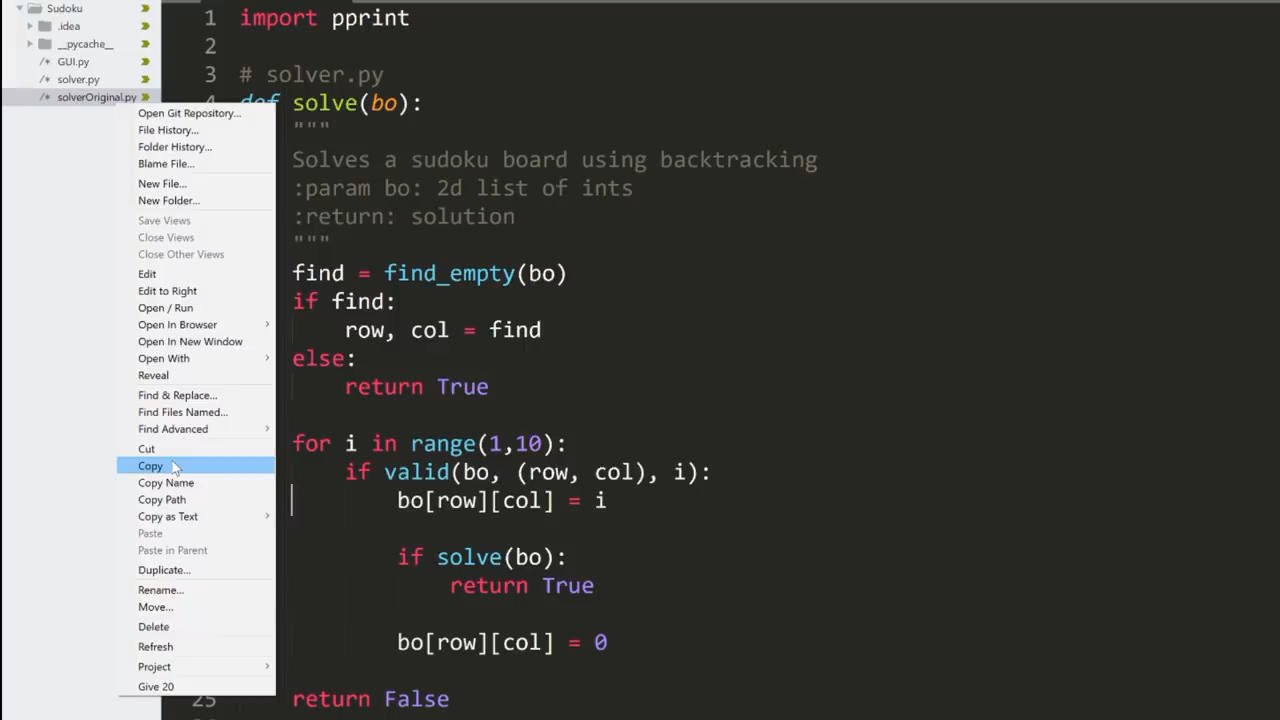 Sudoku
.idea
__pycache__
GUI.py
solver.py
solverOriginal.py
Open Git Repository...
File History...
Folder History...
Blame File...
New File...
New Folder...
Save Views
Close Views
Close Other Views
Edit
Edit to Right
Open / Run
Open In Browser
Open In New Window
Open With
Reveal
Find & Replace...
Find Files Named...
Find Advanced
Cut
Copy
Copy Name
Copy Path
Copy as Text
Paste
Paste in Parent
Duplicate...
Rename...
Move...
Delete
Refresh
Project
Give 20
1 import pprint
2
3 # solver.py
4 def solve(bo):
"""
Solves a sudoku board using backtracking
:param bo: 2d list of ints
:return: solution
"""
find = find_empty(bo)
if find:
row, col = find
else:
return True
for i in range(1,10):
if valid(bo, (row, col), i):
bo[row][col] = i
if solve(bo):
return True
bo[row][col] = 0
25 return False